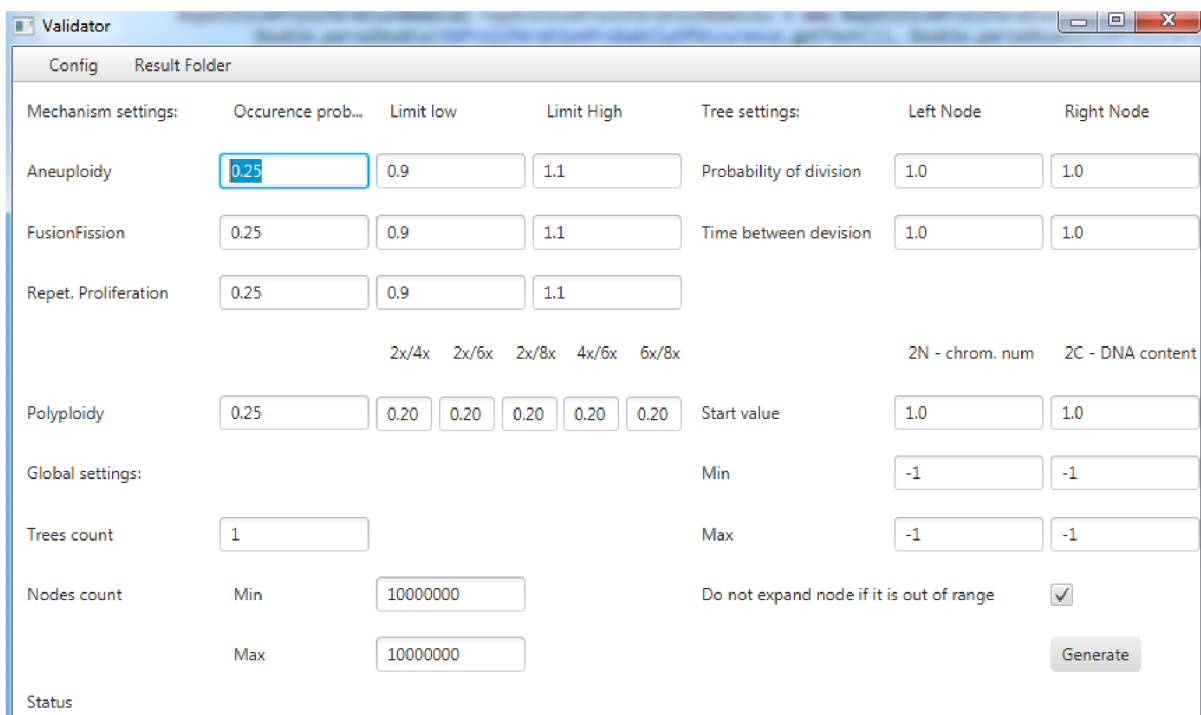 Validator
Config Result Folder
Mechanism settings: Occurence prob... Limit low Limit High Tree settings: Left Node Right Node
Aneuploidy 0.25 0.9 1.1 Probability of division 1.0 1.0
FusionFission 0.25 0.9 1.1 Time between devision 1.0 1.0
Repet. Proliferation 0.25 0.9 1.1
2x/4x 2x/6x 2x/8x 4x/6x 6x/8x 2N - chrom. num 2C - DNA content
Polyploidy 0.25 0.20 0.20 0.20 0.20 0.20 Start value 1.0 1.0
Global settings: Min -1 -1
Trees count 1 Max -1 -1
Nodes count Min 10000000 Do not expand node if it is out of range
Max 10000000 Generate
Status